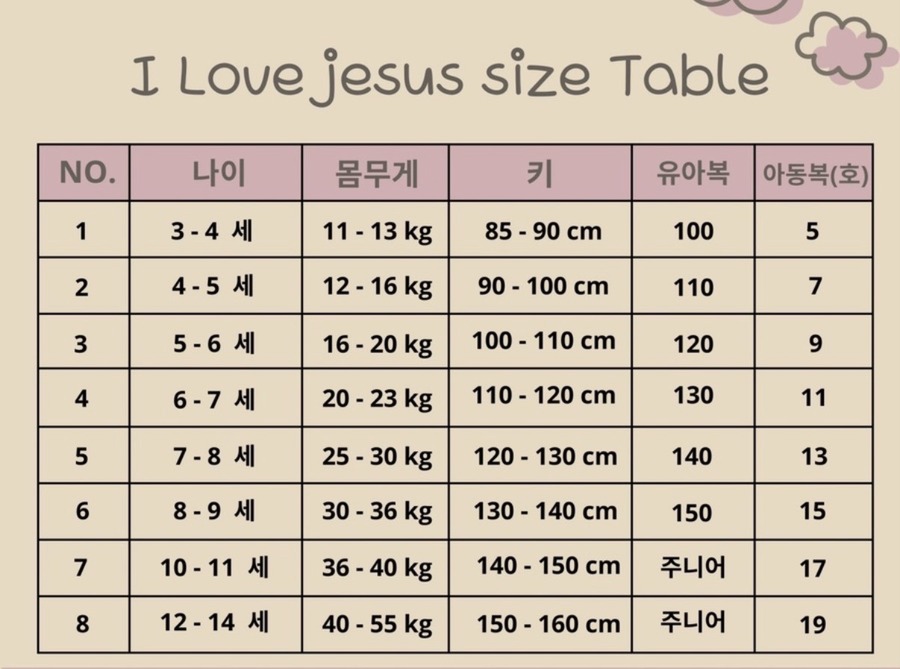 I Love jesus size Table
NO. 나이 몸무게 키 유아복 아동복(호)
1 3 - 4 세 11 - 13 kg 85 - 90 cm 100 5
2 4 - 5 세 12 - 16 kg 90 - 100 cm 110 7
3 5 - 6 세 16 - 20 kg 100 - 110 cm 120 9
4 6 - 7 세 20 - 23 kg 110 - 120 cm 130 11
5 7 - 8 세 25 - 30 kg 120 - 130 cm 140 13
6 8 - 9 세 30 - 36 kg 130 - 140 cm 150 15
7 10 - 11 세 36 - 40 kg 140 - 150 cm 주니어 17
8 12 - 14 세 40 - 55 kg 150 - 160 cm 주니어 19